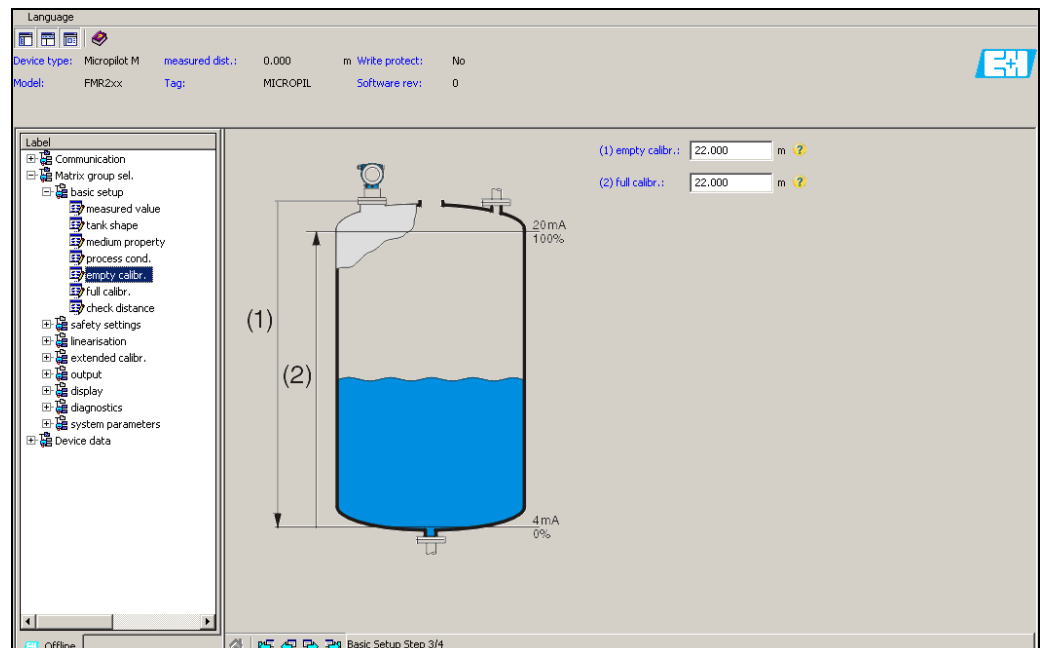 Language
Device type: Micropilot M measured dist.: 0.000 m Write protect: No
Model: FMR2xx Tag: MICROPIL Software rev: 0
E+H
Label
Communication
Matrix group sel.
basic setup
measured value
tank shape
medium property
process cond.
empty calibr.
full calibr.
check distance
safety settings
linearisation
extended calibr.
output
display
diagnostics
system parameters
Device data
(1) empty calibr.: 22.000 m ?
(2) full calibr.: 22.000 m ?
20mA
100%
(1)
(2)
4mA
0%
Offline
Basic Setup Step 3/4